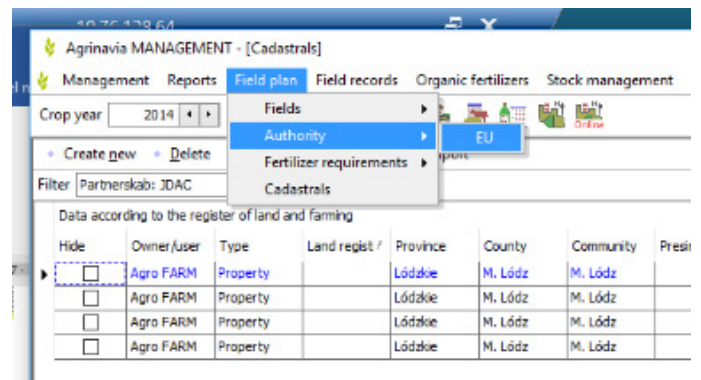 10.76.128.64
Agrinavia MANAGEMENT - [Cadastrals]
Management Reports Field plan Field records Organic fertilizers Stock management
Crop year 2014
Fields
Online
Authority
EU
Create new Delete
Fertilizer requirements
Filter Partnerskab: JDAC
Cadastrals
Data according to the register of land and farming
Hide Owner/user Type Land regist Province County Community Presin
Agro FARM Property Lódzkie M. Lódz M. Lódz
Agro FARM Property Lódzkie M. Lódz M. Lódz
Agro FARM Property Lódzkie M. Lódz M. Lódz
Agro FARM Property Lódzkie M. Lódz M. Lódz